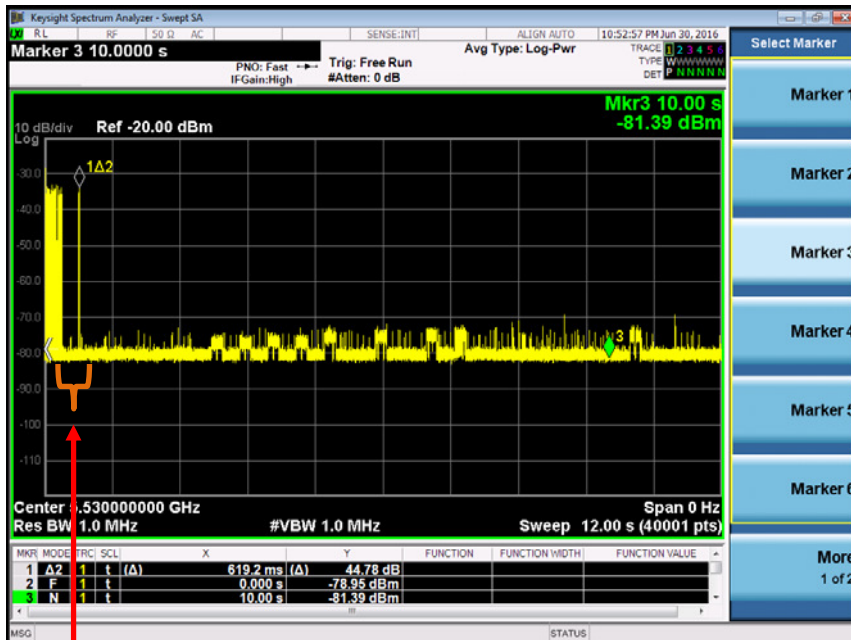 Keysight Spectrum Analyzer - Swept SA
RL RF 50 Ω AC SENSE:INT ALIGN AUTO 10:52:57 PM Jun 30, 2016
Marker 3 10.0000 s
PNO: Fast
IFGain:High
Trig: Free Run
#Atten: 0 dB
Avg Type: Log-Pwr
TRACE 1 2 3 4 5 6
TYPE WWWWWW
DET P N N N N N
Mkr3 10.00 s
-81.39 dBm
10 dB/div Ref -20.00 dBm
Log
1Δ2
-30.0
-40.0
-50.0
-60.0
-70.0
-80.0
3
-90.0
-100
-110
Center 5.530000000 GHz Span 0 Hz
Res BW 1.0 MHz #VBW 1.0 MHz Sweep 12.00 s (40001 pts)
MKR MODE TRC SCL X Y FUNCTION FUNCTION WIDTH FUNCTION VALUE
1 Δ2 1 t (Δ) 619.2 ms (Δ) 44.78 dB
2 F 1 t 0.000 s -78.95 dBm
3 N 1 t 10.00 s -81.39 dBm
MSG STATUS
Select Marker
Marker 1
Marker 2
Marker 3
Marker 4
Marker 5
Marker 6
More
1 of 2